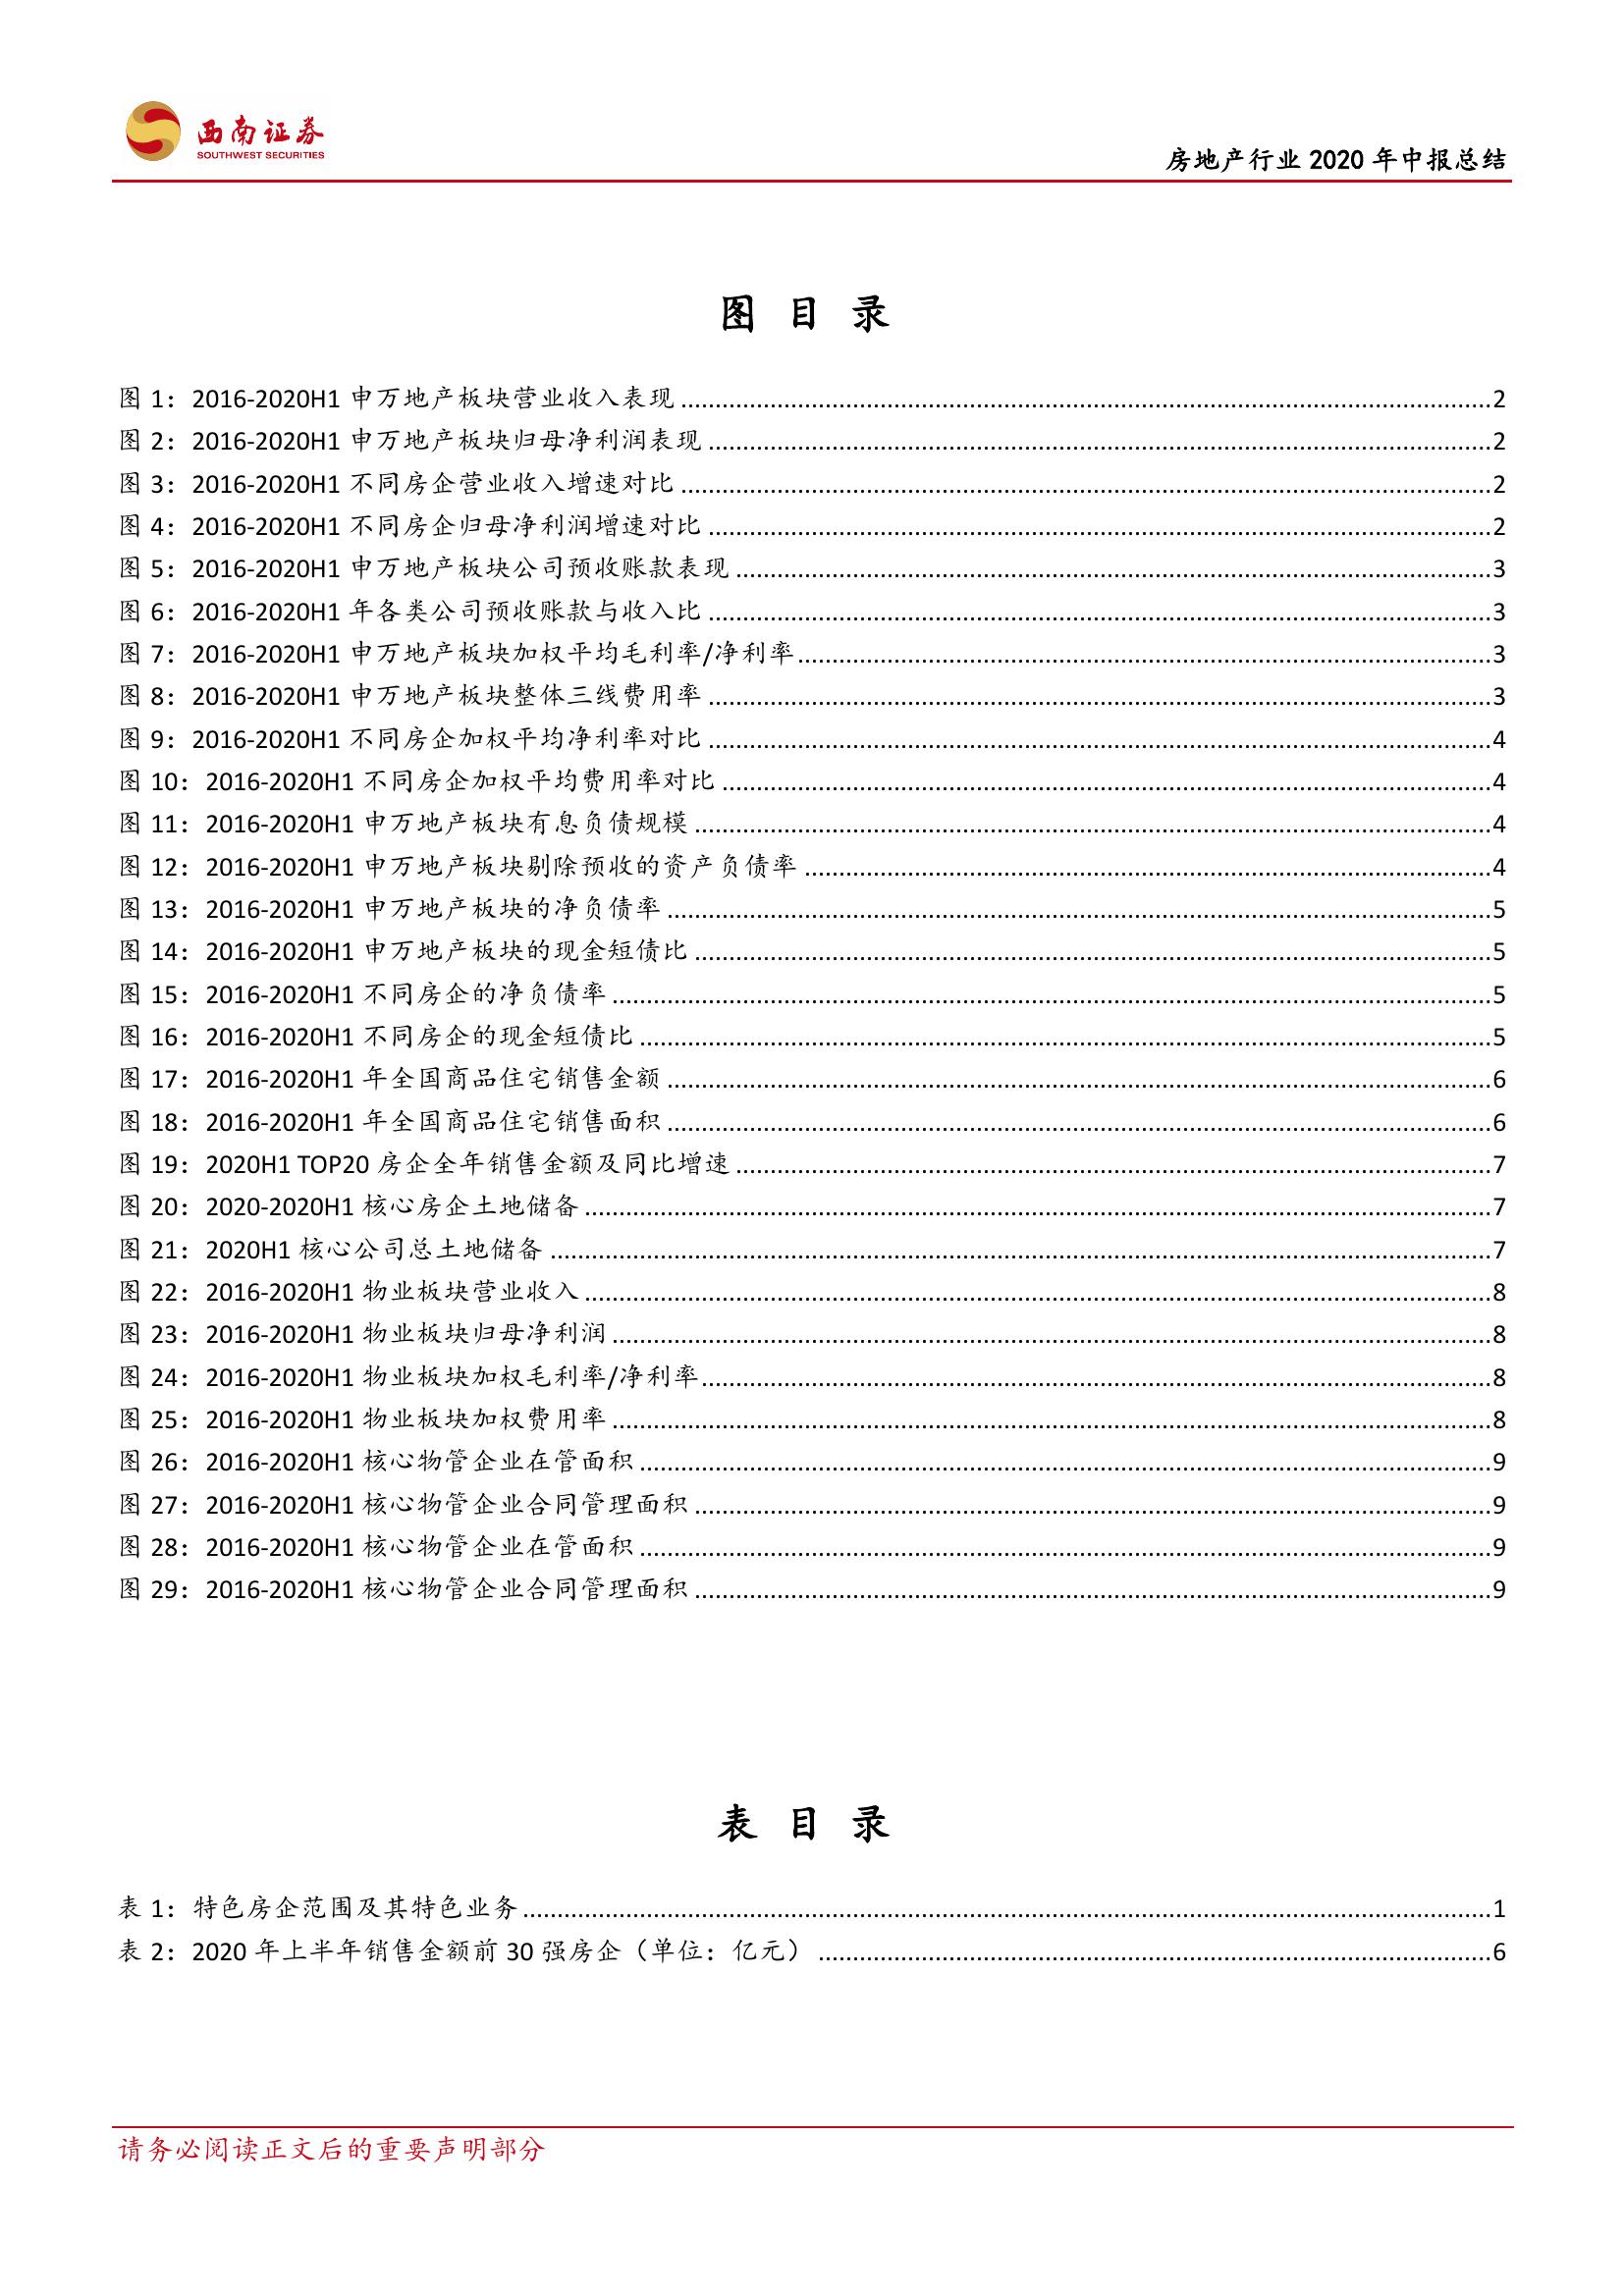 西南证券
SOUTHWEST SECURITIES
房地产行业 2020 年中报总结
图 目 录
图 1：2016-2020H1 申万地产板块营业收入表现 ........ 2
图 2：2016-2020H1 申万地产板块归母净利润表现 ........ 2
图 3：2016-2020H1 不同房企营业收入增速对比 ........ 2
图 4：2016-2020H1 不同房企归母净利润增速对比 ........ 2
图 5：2016-2020H1 申万地产板块公司预收账款表现 ........ 3
图 6：2016-2020H1 年各类公司预收账款与收入比 ........ 3
图 7：2016-2020H1 申万地产板块加权平均毛利率/净利率 ........ 3
图 8：2016-2020H1 申万地产板块整体三线费用率 ........ 3
图 9：2016-2020H1 不同房企加权平均净利率对比 ........ 4
图 10：2016-2020H1 不同房企加权平均费用率对比 ........ 4
图 11：2016-2020H1 申万地产板块有息负债规模 ........ 4
图 12：2016-2020H1 申万地产板块剔除预收的资产负债率 ........ 4
图 13：2016-2020H1 申万地产板块的净负债率 ........ 5
图 14：2016-2020H1 申万地产板块的现金短债比 ........ 5
图 15：2016-2020H1 不同房企的净负债率 ........ 5
图 16：2016-2020H1 不同房企的现金短债比 ........ 5
图 17：2016-2020H1 年全国商品住宅销售金额 ........ 6
图 18：2016-2020H1 年全国商品住宅销售面积 ........ 6
图 19：2020H1 TOP20 房企全年销售金额及同比增速 ........ 7
图 20：2020-2020H1 核心房企土地储备 ........ 7
图 21：2020H1 核心公司总土地储备 ........ 7
图 22：2016-2020H1 物业板块营业收入 ........ 8
图 23：2016-2020H1 物业板块归母净利润 ........ 8
图 24：2016-2020H1 物业板块加权毛利率/净利率 ........ 8
图 25：2016-2020H1 物业板块加权费用率 ........ 8
图 26：2016-2020H1 核心物管企业在管面积 ........ 9
图 27：2016-2020H1 核心物管企业合同管理面积 ........ 9
图 28：2016-2020H1 核心物管企业在管面积 ........ 9
图 29：2016-2020H1 核心物管企业合同管理面积 ........ 9
表 目 录
表 1：特色房企范围及其特色业务 ........ 1
表 2：2020 年上半年销售金额前 30 强房企（单位：亿元） ........ 6
请务必阅读正文后的重要声明部分